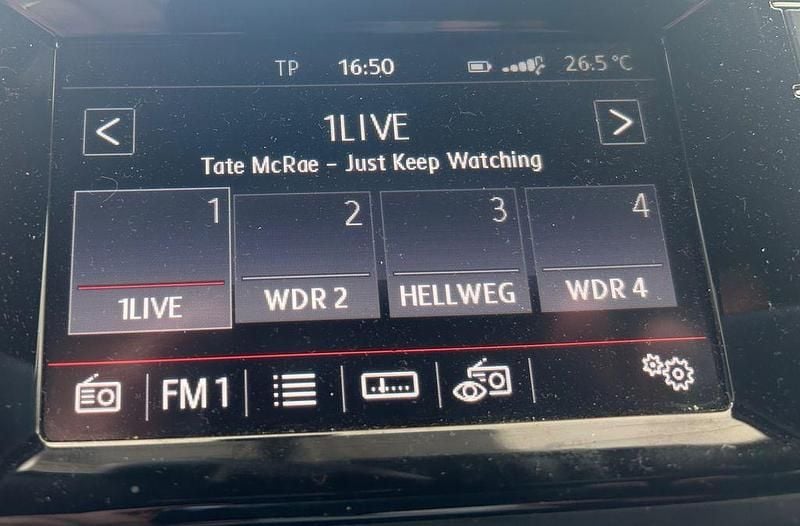 TP 16:50 26.5 °C
< 1LIVE >
Tate McRae – Just Keep Watching
1 2 3 4
1LIVE WDR 2 HELLWEG WDR 4
FM 1